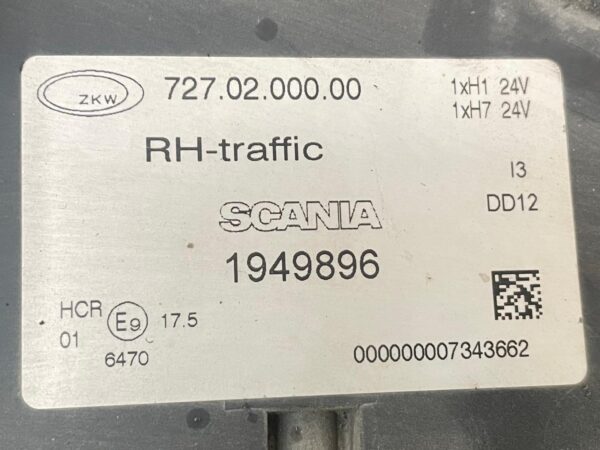 ZKW 727.02.000.00 1xH1 24V
1xH7 24V
RH-traffic
I3
SCANIA DD12
1949896
HCR E9 17.5
01
6470 000000007343662